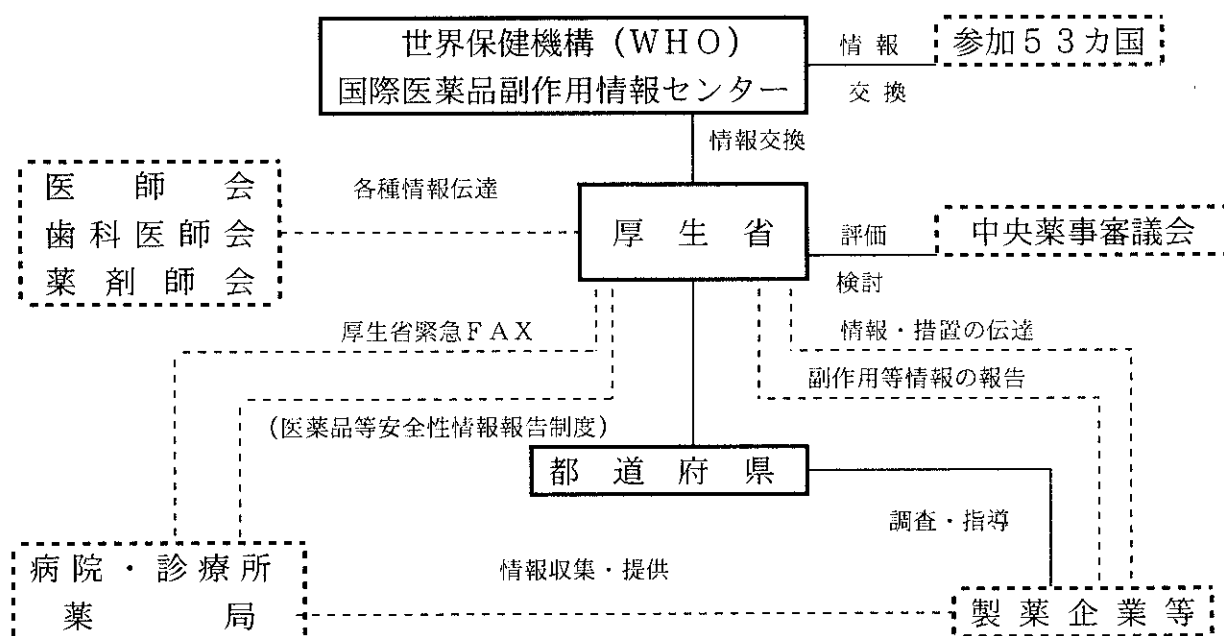 世界保健機構（ＷＨＯ）
国際医薬品副作用情報センター
情 報
交 換
参加５３カ国
情報交換
医　師　会
歯科医師会
薬　剤　師　会
各種情報伝達
厚　生　省
評価
検討
中央薬事審議会
厚生省緊急ＦＡＸ
情報・措置の伝達
副作用等情報の報告
（医薬品等安全性情報報告制度）
都　道　府　県
調査・指導
病院・診療所
薬　　　局
情報収集・提供
製薬企業等